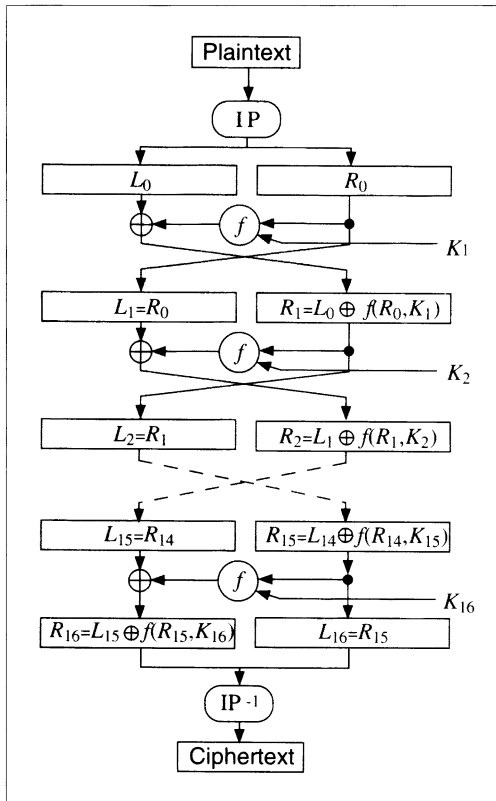 Plaintext
IP
L₀
R₀
f
K₁
L₁=R₀
R₁=L₀ ⊕ f(R₀,K₁)
f
K₂
L₂=R₁
R₂=L₁ ⊕ f(R₁,K₂)
L₁₅=R₁₄
R₁₅=L₁₄⊕f(R₁₄,K₁₅)
f
K₁₆
R₁₆=L₁₅⊕f(R₁₅,K₁₆)
L₁₆=R₁₅
IP⁻¹
Ciphertext